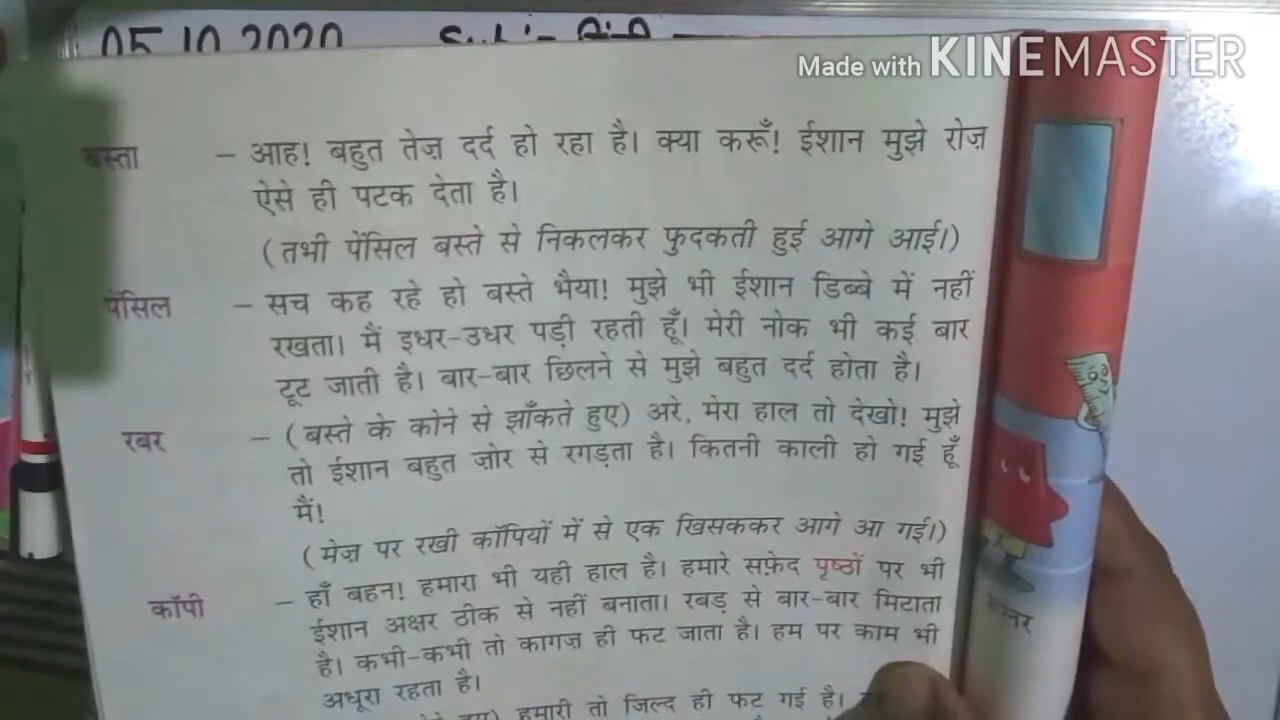 05.10.2020
Made with KINEMASTER
बस्ता – आह! बहुत तेज़ दर्द हो रहा है। क्या करूँ! ईशान मुझे रोज़
ऐसे ही पटक देता है।
(तभी पेंसिल बस्ते से निकलकर फुदकती हुई आगे आई।)
पेंसिल – सच कह रहे हो बस्ते भैया! मुझे भी ईशान डिब्बे में नहीं
रखता। मैं इधर-उधर पड़ी रहती हूँ। मेरी नोक भी कई बार
टूट जाती है। बार-बार छिलने से मुझे बहुत दर्द होता है।
रबर – (बस्ते के कोने से झाँकते हुए) अरे, मेरा हाल तो देखो! मुझे
तो ईशान बहुत ज़ोर से रगड़ता है। कितनी काली हो गई हूँ
मैं!
(मेज़ पर रखी कॉपियों में से एक खिसककर आगे आ गई।)
कॉपी – हाँ बहन! हमारा भी यही हाल है। हमारे सफ़ेद पृष्ठों पर भी
ईशान अक्षर ठीक से नहीं बनाता। रबड़ से बार-बार मिटाता
है। कभी-कभी तो कागज़ ही फट जाता है। हम पर काम भी
अधूरा रहता है।
हमारी तो जिल्द ही फट गई है।